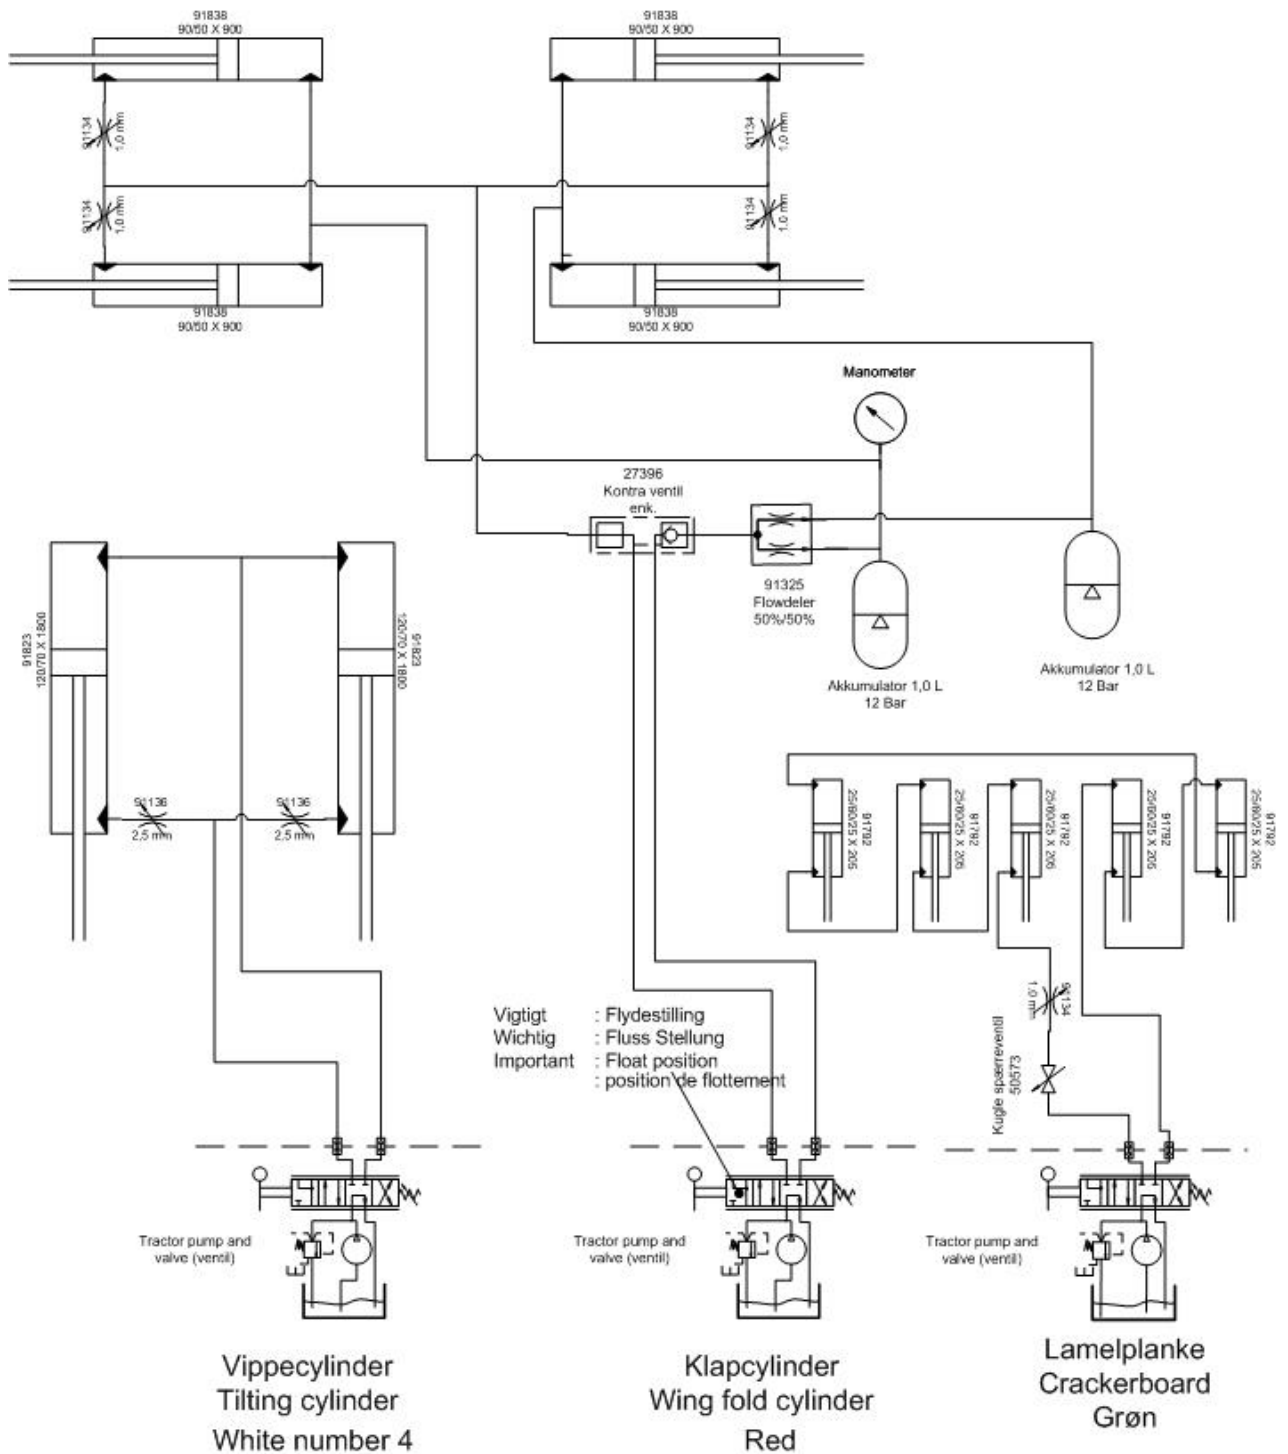 91838
90/50 X 900
91838
90/50 X 900
91134
1,0 mm
91134
1,0 mm
91134
1,0 mm
91134
1,0 mm
91838
90/50 X 900
91838
90/50 X 900
Manometer
27396
Kontra ventil
enk.
91325
Flowdeler
50%/50%
Akkumulator 1,0 L
12 Bar
Akkumulator 1,0 L
12 Bar
91823
120/70 X 1800
91823
120/70 X 1800
91136
2,5 mm
91136
2,5 mm
91792
25/60/25 X 205
91792
25/60/25 X 205
91792
25/60/25 X 205
91792
25/60/25 X 205
91792
25/60/25 X 205
91134
1,0 mm
Kugle spærreventil
50573
Vigtigt : Flydestilling
Wichtig : Fluss Stellung
Important : Float position
: position de flottement
Tractor pump and
valve (ventil)
Tractor pump and
valve (ventil)
Tractor pump and
valve (ventil)
Vippecylinder
Tilting cylinder
White number 4
Klapcylinder
Wing fold cylinder
Red
Lamelplanke
Crackerboard
Grøn